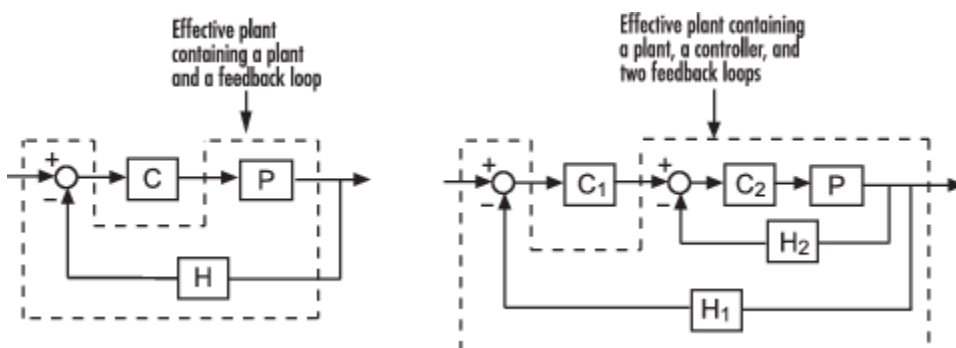 Effective plant
containing a plant
and a feedback loop
+
−
C
P
H
Effective plant containing
a plant, a controller, and
two feedback loops
+
−
C₁
+
−
C₂
P
H₂
H₁